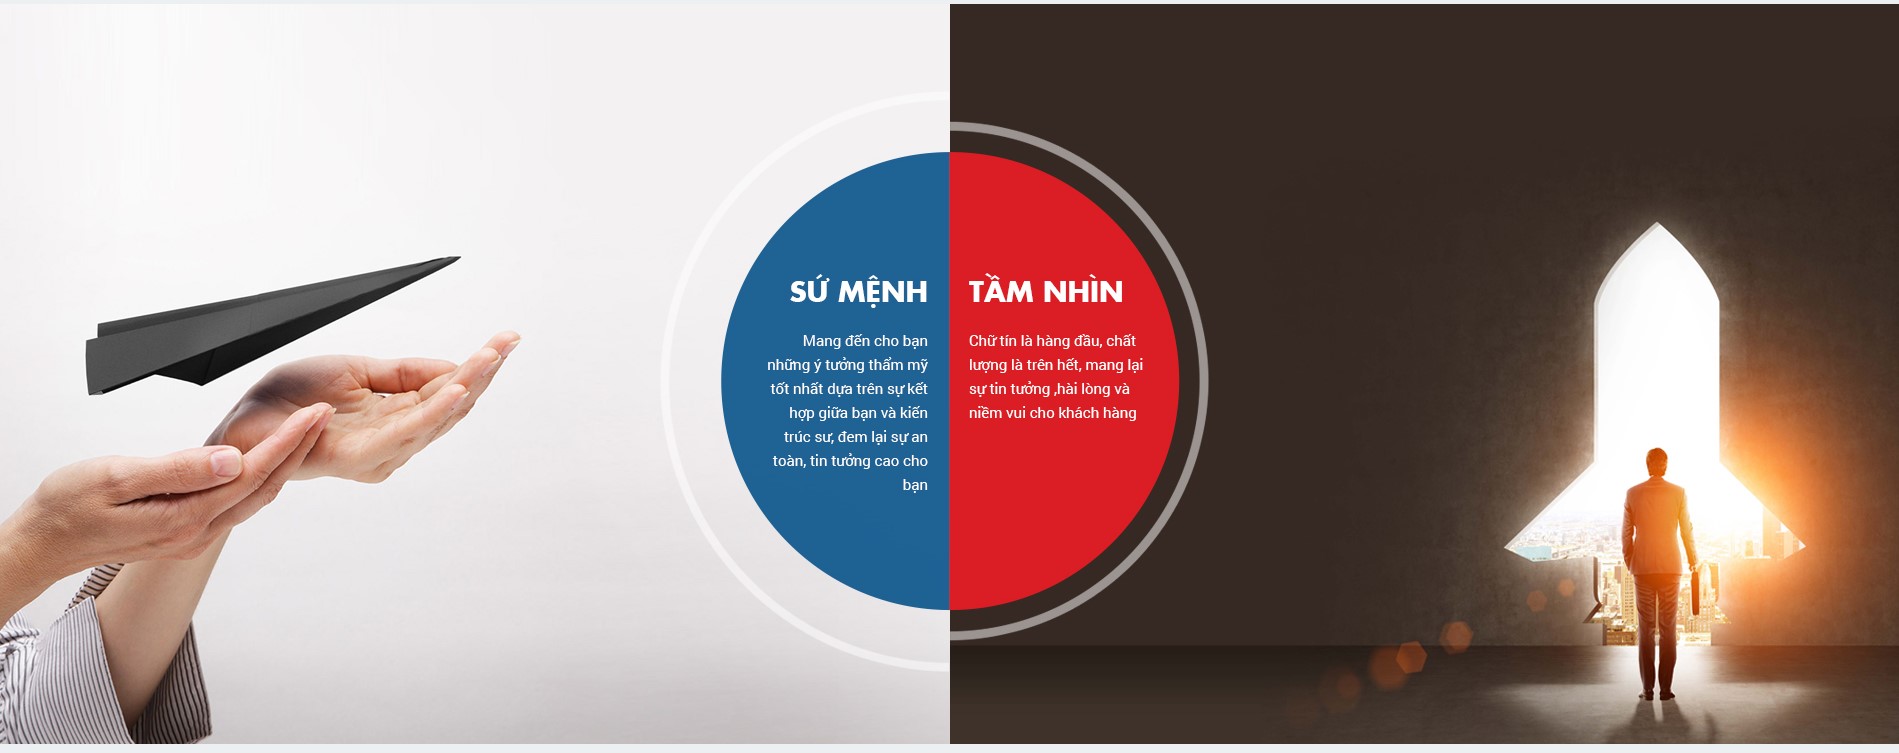 SỨ MỆNH
Mang đến cho bạn
những ý tưởng thẩm mỹ
tốt nhất dựa trên sự kết
hợp giữa bạn và kiến
trúc sư, đem lại sự an
toàn, tin tưởng cao cho
bạn
TẦM NHÌN
Chữ tín là hàng đầu, chất
lượng là trên hết, mang lại
sự tin tưởng ,hài lòng và
niềm vui cho khách hàng